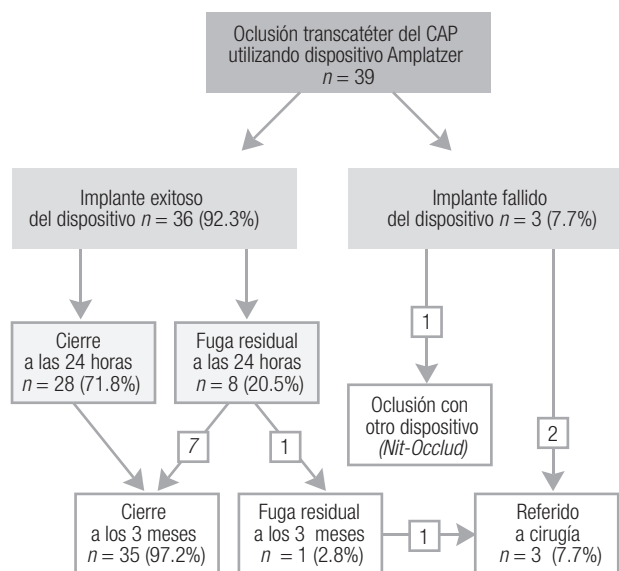 Oclusión transcatéter del CAP
utilizando dispositivo Amplatzer
n = 39
Implante exitoso
del dispositivo n = 36 (92.3%)
Implante fallido
del dispositivo n = 3 (7.7%)
1
Cierre
a las 24 horas
n = 28 (71.8%)
Fuga residual
a las 24 horas
n = 8 (20.5%)
Oclusión con
otro dispositivo
(Nit-Occlud)
7
1
2
Cierre
a los 3 meses
n = 35 (97.2%)
Fuga residual
a los 3 meses
n = 1 (2.8%)
1
Referido
a cirugía
n = 3 (7.7%)